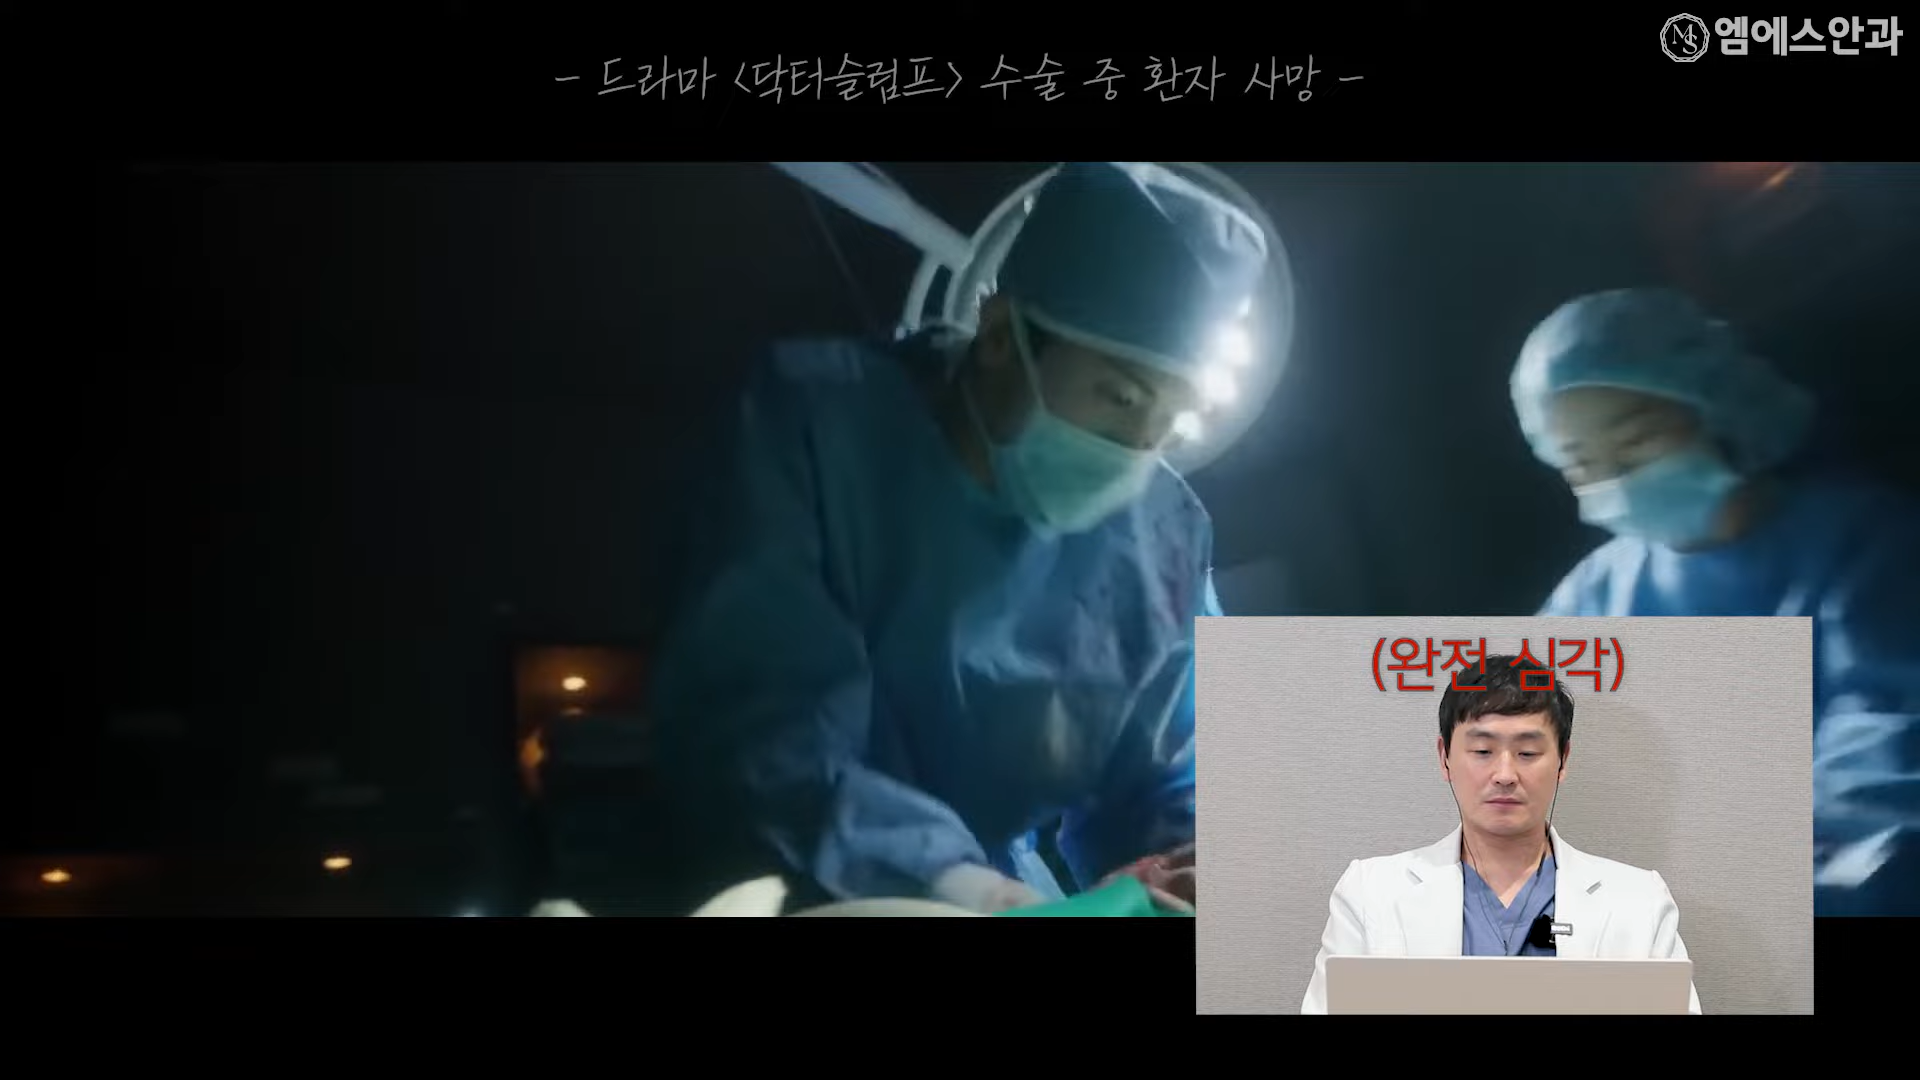 MS 엠에스안과
- 드라마 <닥터슬럼프> 수술 중 환자 사망 -
(완전 심각)